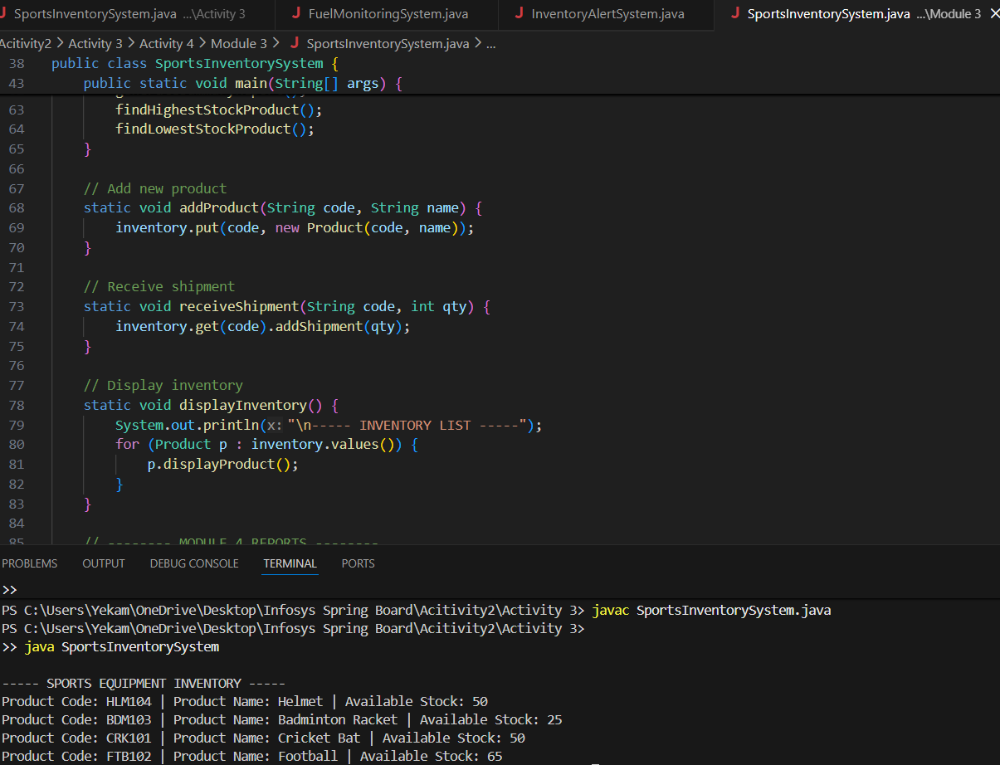 SportsInventorySystem.java ...\Activity 3 FuelMonitoringSystem.java InventoryAlertSystem.java SportsInventorySystem.java ...\Module 3
Acitivity2 > Activity 3 > Activity 4 > Module 3 > SportsInventorySystem.java > ...
38 public class SportsInventorySystem {
43 public static void main(String[] args) {
63 findHighestStockProduct();
64 findLowestStockProduct();
65 }
66
67 // Add new product
68 static void addProduct(String code, String name) {
69 inventory.put(code, new Product(code, name));
70 }
71
72 // Receive shipment
73 static void receiveShipment(String code, int qty) {
74 inventory.get(code).addShipment(qty);
75 }
76
77 // Display inventory
78 static void displayInventory() {
79 System.out.println(x: "\n----- INVENTORY LIST -----");
80 for (Product p : inventory.values()) {
81 p.displayProduct();
82 }
83 }
84
85 // -------- MODULE 4 REPORTS --------
PROBLEMS OUTPUT DEBUG CONSOLE TERMINAL PORTS
>>
PS C:\Users\Yekam\OneDrive\Desktop\Infosys Spring Board\Acitivity2\Activity 3> javac SportsInventorySystem.java
PS C:\Users\Yekam\OneDrive\Desktop\Infosys Spring Board\Acitivity2\Activity 3>
>> java SportsInventorySystem
----- SPORTS EQUIPMENT INVENTORY -----
Product Code: HLM104 | Product Name: Helmet | Available Stock: 50
Product Code: BDM103 | Product Name: Badminton Racket | Available Stock: 25
Product Code: CRK101 | Product Name: Cricket Bat | Available Stock: 50
Product Code: FTB102 | Product Name: Football | Available Stock: 65